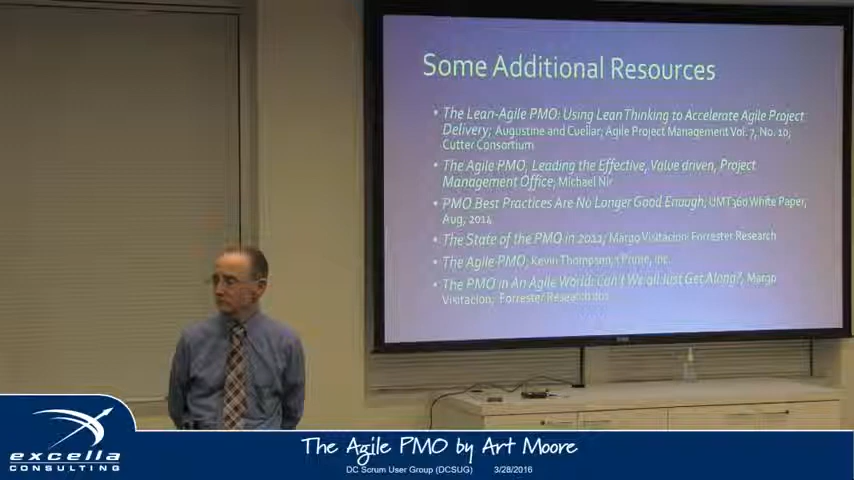 Some Additional Resources
• The Lean-Agile PMO: Using Lean Thinking to Accelerate Agile Project
Delivery; Augustine and Cuellar; Agile Project Management Vol. 7, No. 10,
Cutter Consortium
• The Agile PMO, Leading the Effective, Value driven, Project
Management Office; Michael Nir
• PMO Best Practices Are No Longer Good Enough; UMT360 White Paper,
Aug, 2014
• The State of the PMO in 2011; Margo Visitacion Forrester Research
• The Agile PMO; Kevin Thompson, Inc.
• The PMO in An Agile World: Can't We all Just Get Along?, Margo
Visitacion, Forrester Research
excella
CONSULTING
The Agile PMO by Art Moore
DC Scrum User Group (DCSUG) 3/28/2016